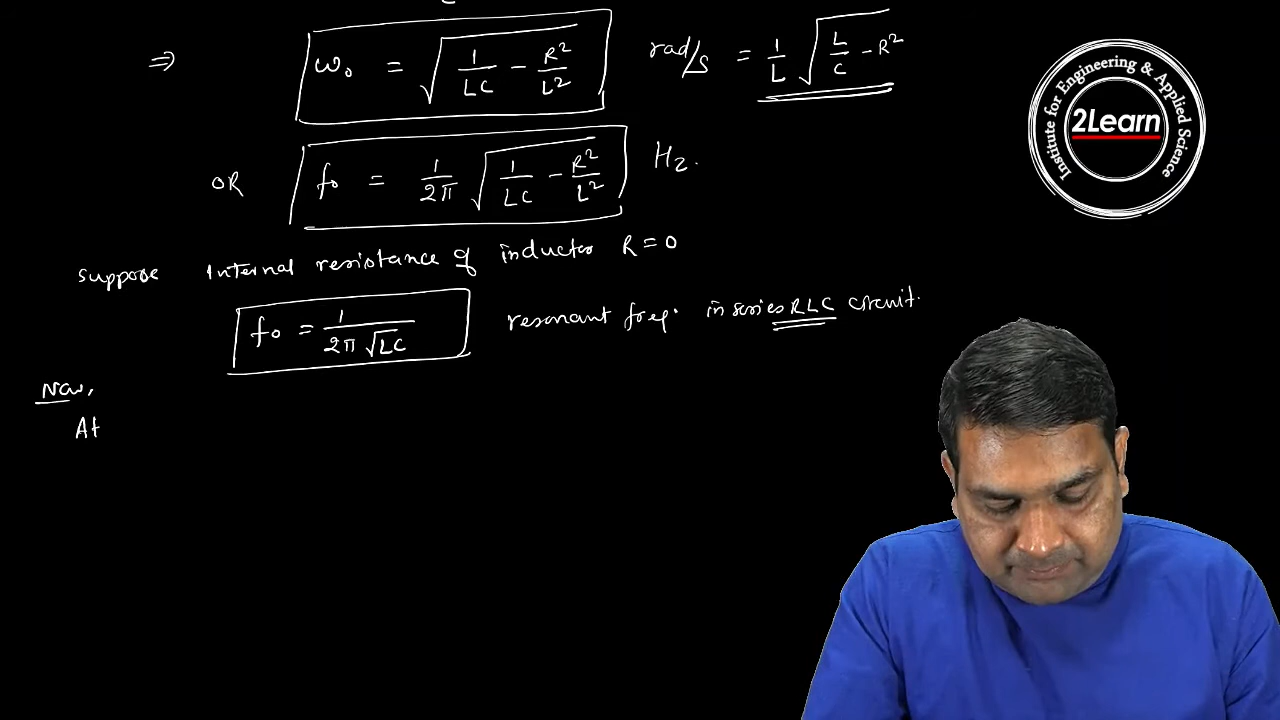 ⇒ ω₀ = √(1/LC − R²/L²) rad/s = 1/L √(L/C − R²)
OR f₀ = 1/2π √(1/LC − R²/L²) Hz.
Suppose Internal resistance of inductor R = 0
f₀ = 1/2π√LC resonant freq. in series RLC circuit.
Now,
At
Institute for Engineering & Applied Science
2Learn